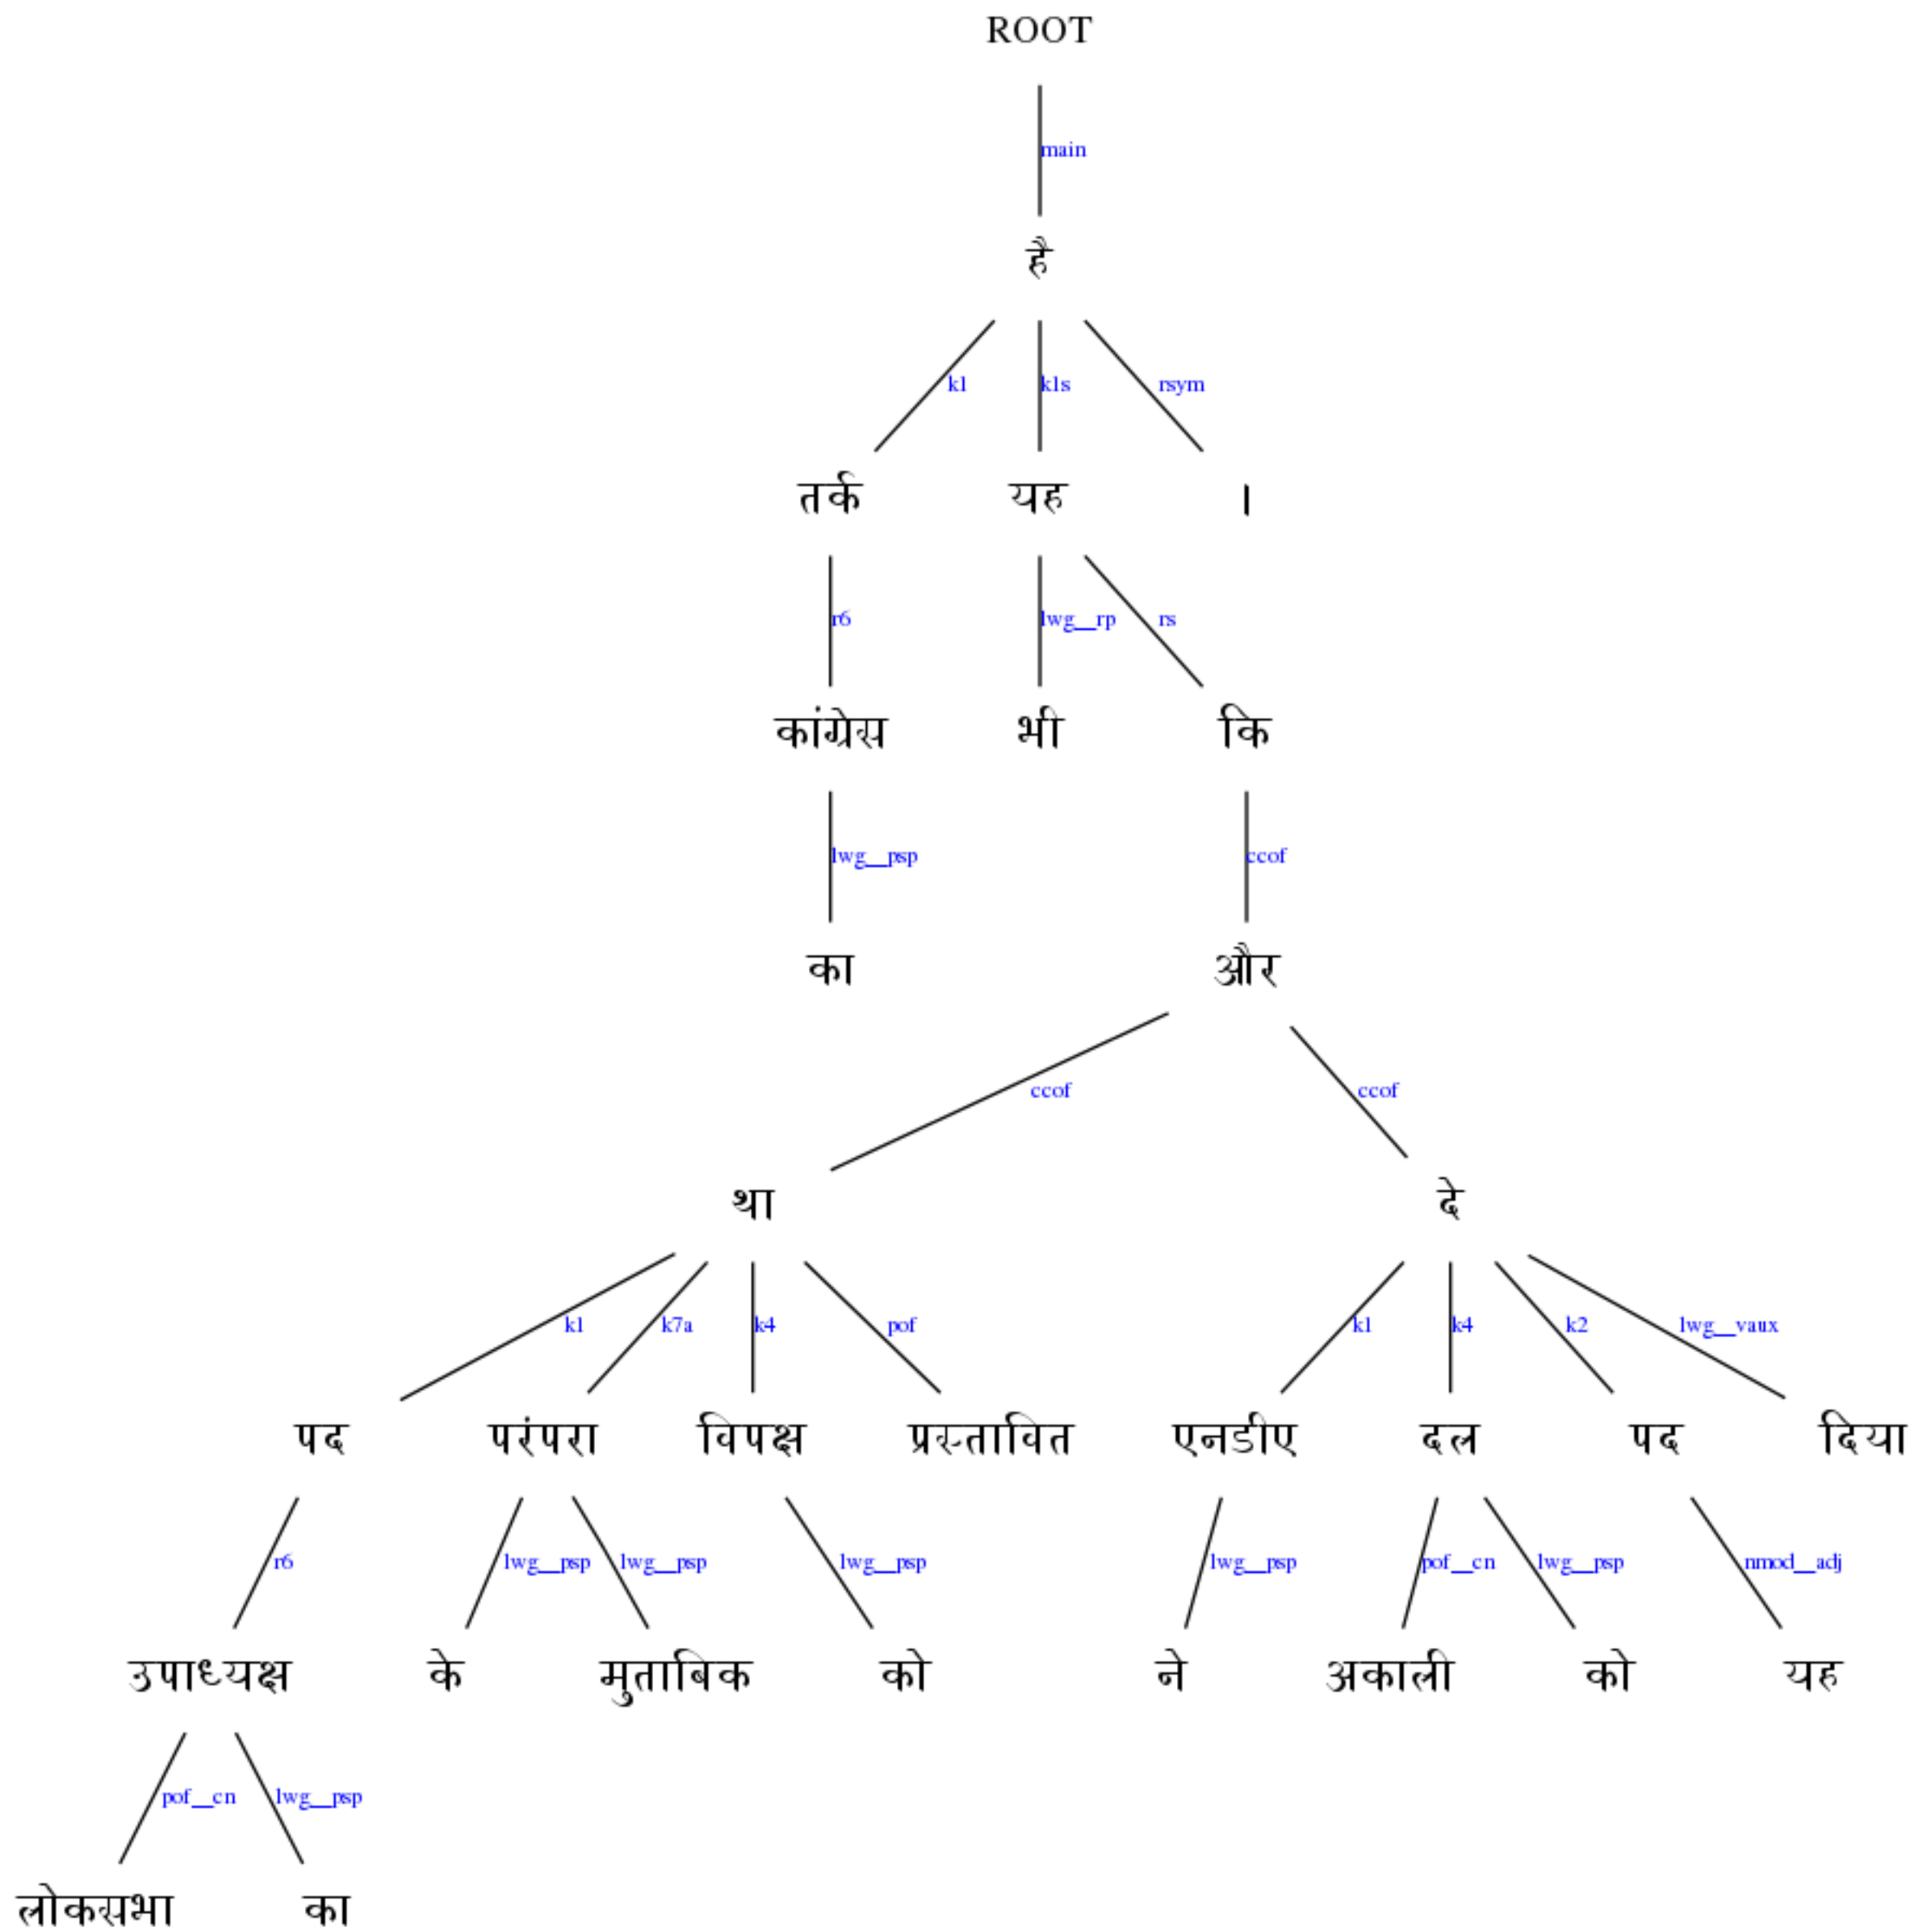 ROOT
main
है
k1 k1s rsym
तर्क यह ।
r6 lwg__rp rs
कांग्रेस भी कि
lwg__psp ccof
का और
ccof ccof
था दे
k1 k7a k4 pof k1 k4 k2 lwg__vaux
पद परंपरा विपक्ष प्रस्तावित एनडीए दल पद दिया
r6 lwg__psp lwg__psp lwg__psp lwg__psp pof__cn lwg__psp nmod__adj
उपाध्यक्ष के मुताबिक को ने अकाली को यह
pof__cn lwg__psp
लोकसभा का